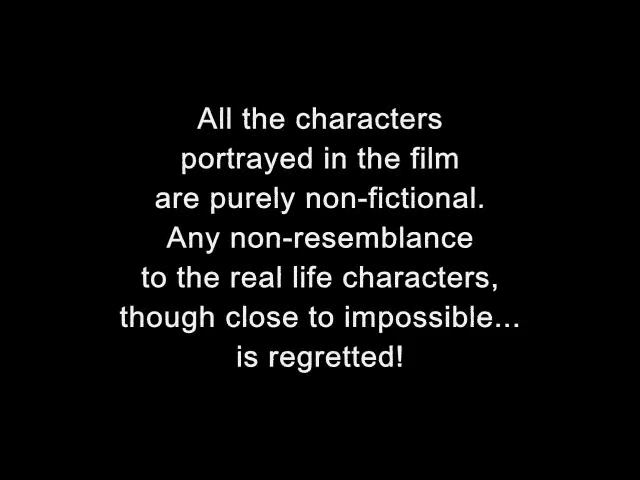 All the characters
portrayed in the film
are purely non-fictional.
Any non-resemblance
to the real life characters,
though close to impossible...
is regretted!